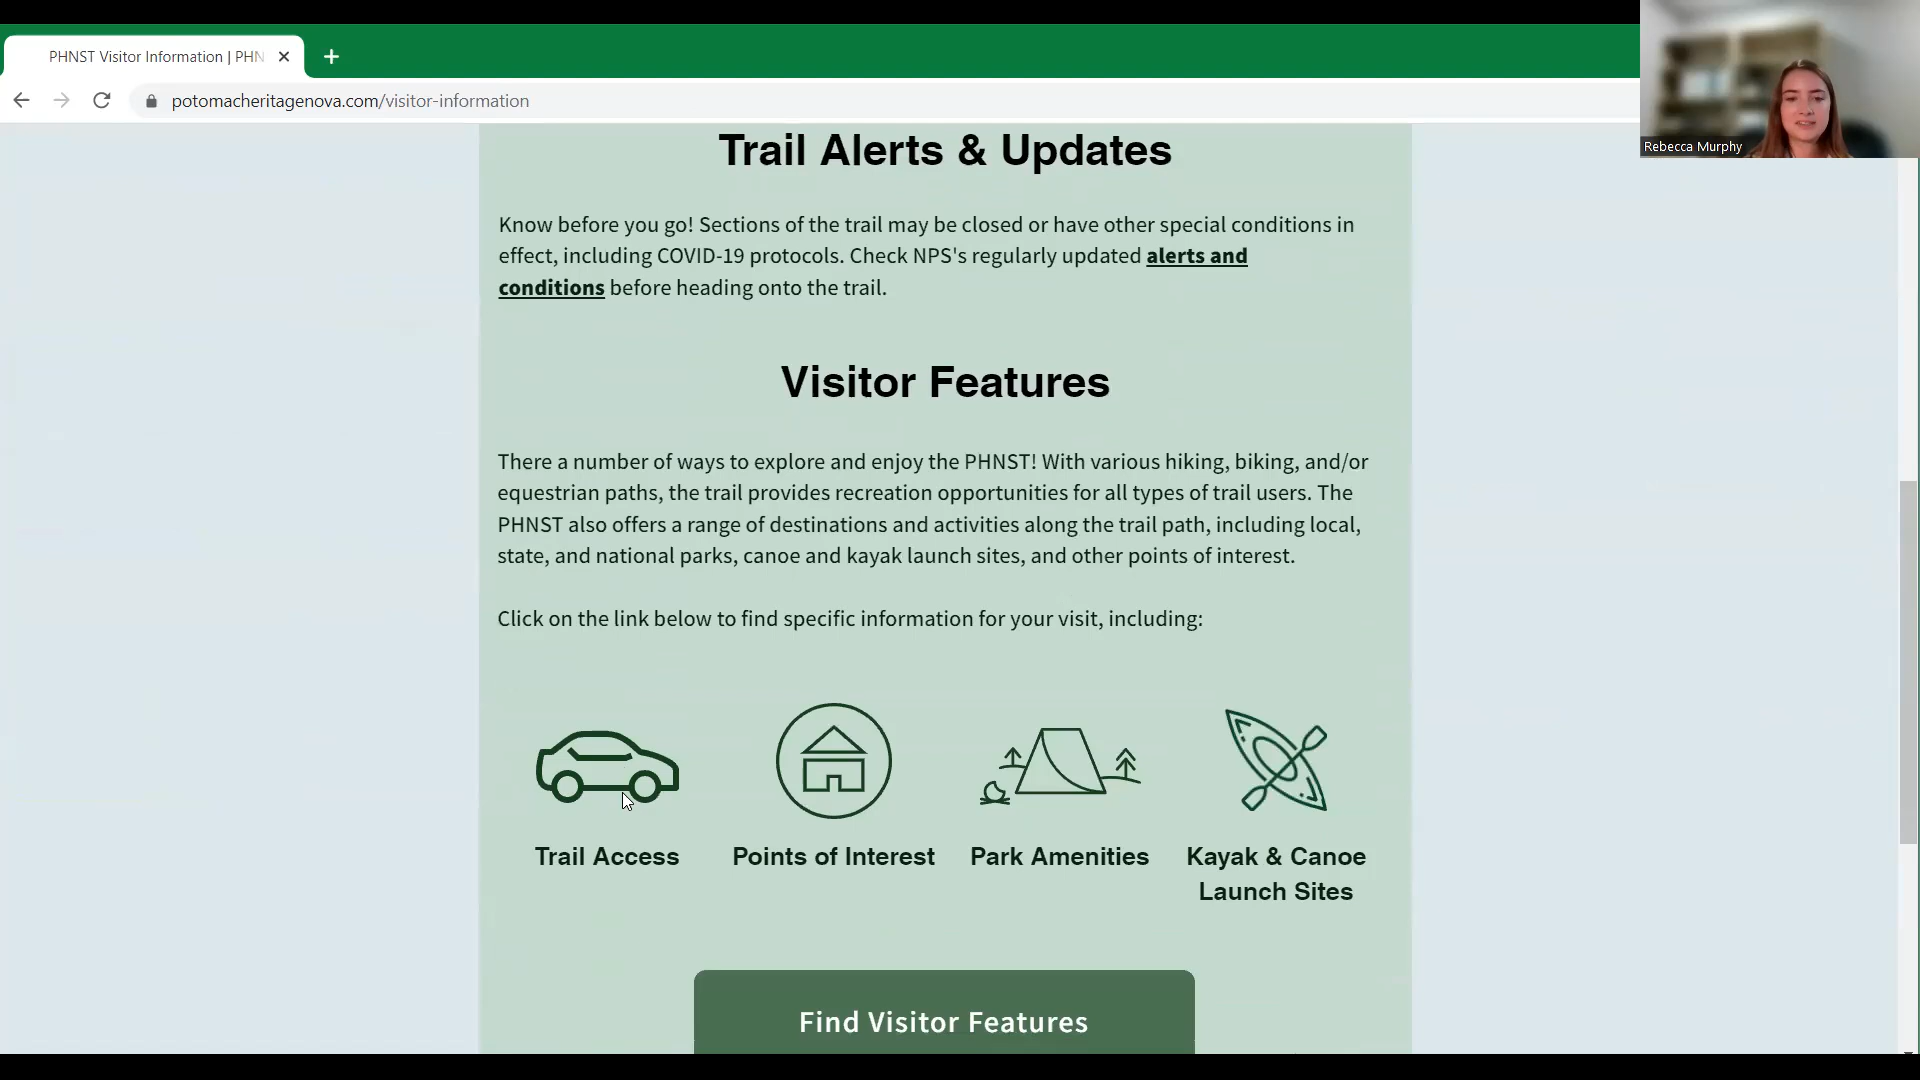 PHNST Visitor Information | PHN
potomacheritagenova.com/visitor-information
Rebecca Murphy
Trail Alerts & Updates
Know before you go! Sections of the trail may be closed or have other special conditions in
effect, including COVID-19 protocols. Check NPS's regularly updated alerts and
conditions before heading onto the trail.
Visitor Features
There a number of ways to explore and enjoy the PHNST! With various hiking, biking, and/or
equestrian paths, the trail provides recreation opportunities for all types of trail users. The
PHNST also offers a range of destinations and activities along the trail path, including local,
state, and national parks, canoe and kayak launch sites, and other points of interest.
Click on the link below to find specific information for your visit, including:
Trail Access
Points of Interest
Park Amenities
Kayak & Canoe
Launch Sites
Find Visitor Features